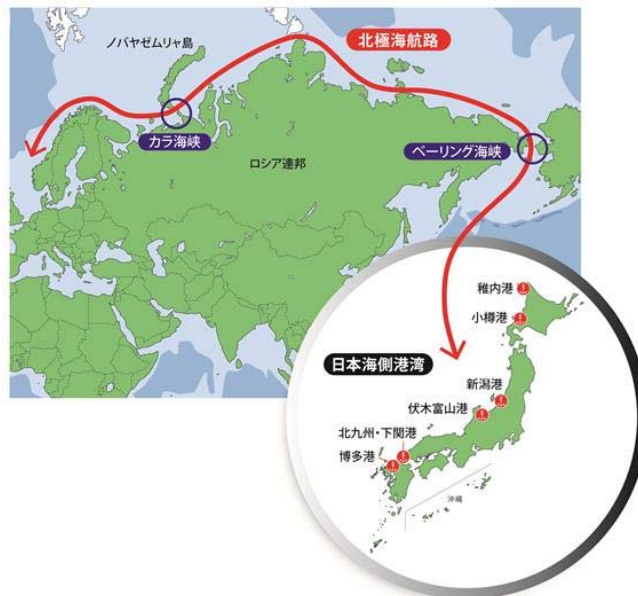 ノバヤゼムリャ島
北極海航路
カラ海峡
ベーリング海峡
ロシア連邦
稚内港
小樽港
日本海側港湾
新潟港
伏木富山港
北九州・下関港
博多港
沖縄